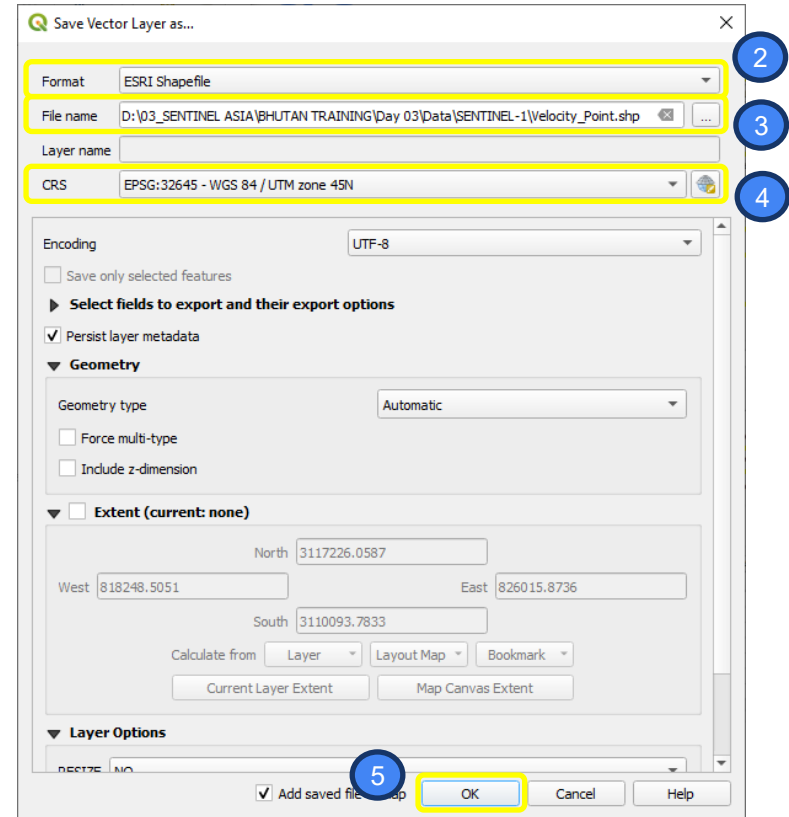 Save Vector Layer as...
2
Format ESRI Shapefile
File name D:\03_SENTINEL ASIA\BHUTAN TRAINING\Day 03\Data\SENTINEL-1\Velocity_Point.shp ...
3
Layer name
CRS EPSG:32645 - WGS 84 / UTM zone 45N
4
Encoding UTF-8
Save only selected features
Select fields to export and their export options
Persist layer metadata
Geometry
Geometry type Automatic
Force multi-type
Include z-dimension
Extent (current: none)
North 3117226.0587
West 818248.5051 East 826015.8736
South 3110093.7833
Calculate from Layer Layout Map Bookmark
Current Layer Extent Map Canvas Extent
Layer Options
RESIZE NO
5
Add saved file OK Cancel Help